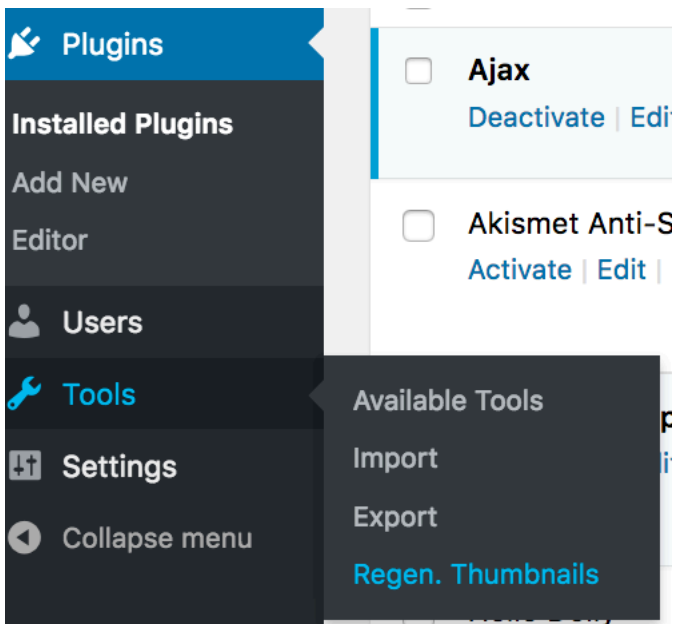 Plugins
Installed Plugins
Add New
Editor
Users
Tools
Settings
Collapse menu
Ajax
Deactivate | Edi
Akismet Anti-S
Activate | Edit |
Available Tools
Import
Export
Regen. Thumbnails